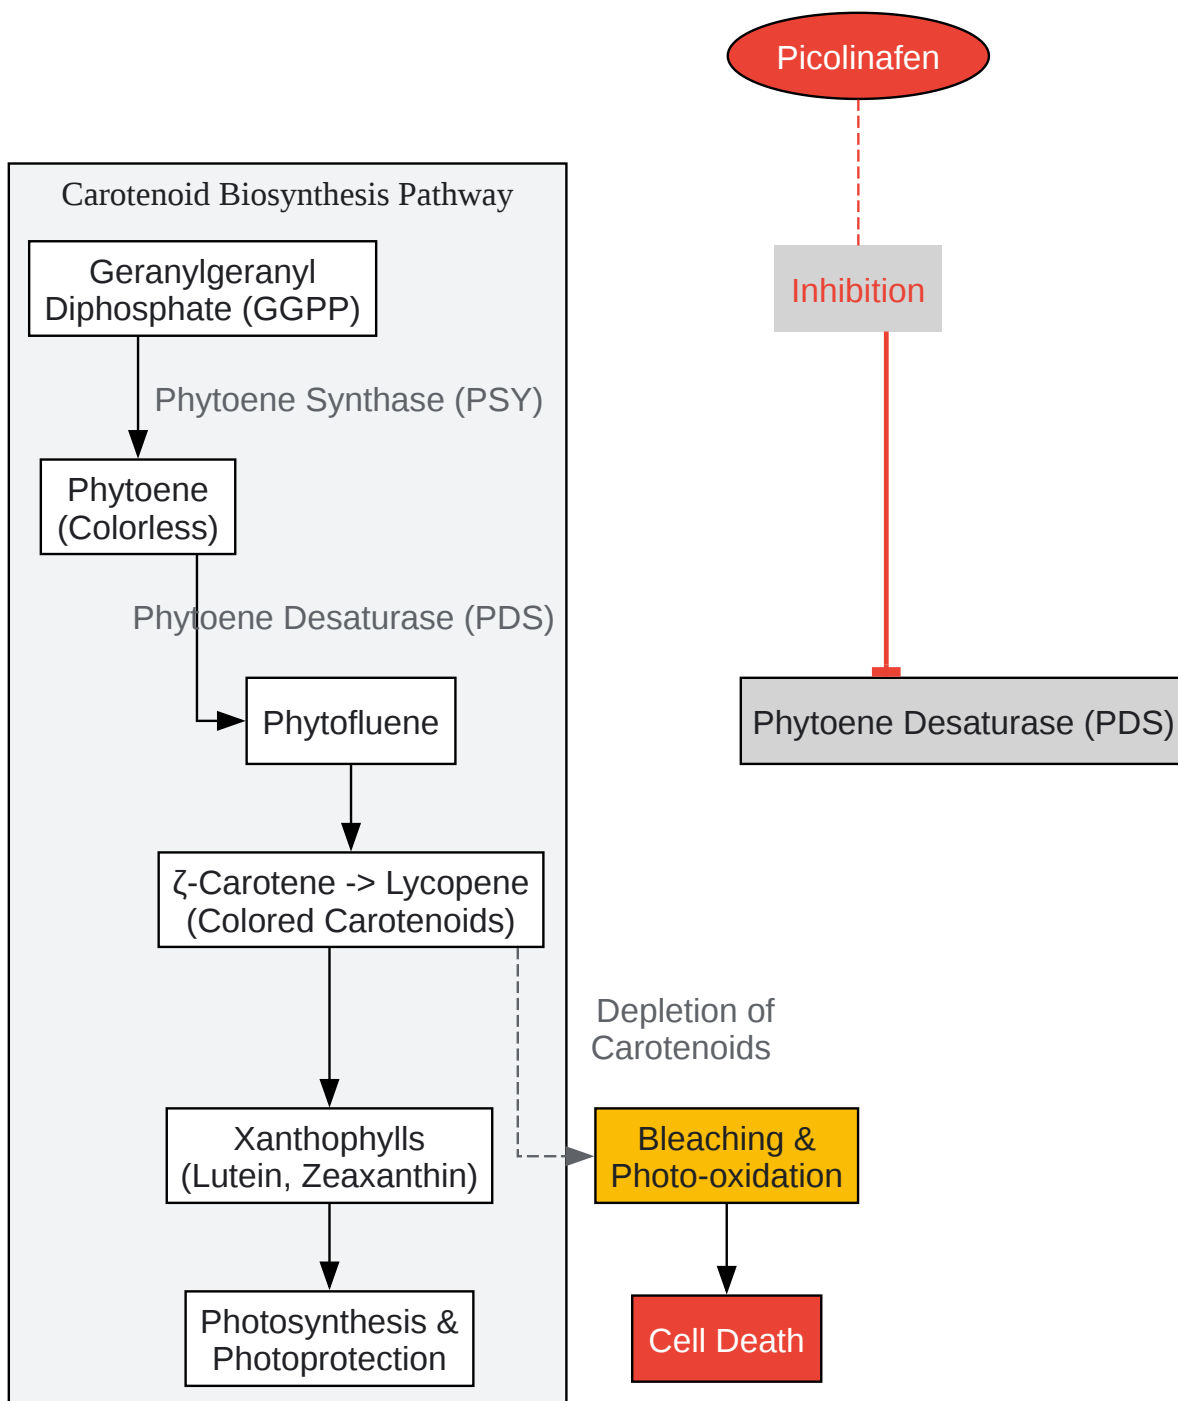 Picolinafen
Carotenoid Biosynthesis Pathway
Geranylgeranyl
Diphosphate (GGPP)
Inhibition
Phytoene Synthase (PSY)
Phytoene
(Colorless)
Phytoene Desaturase (PDS)
Phytofluene
Phytoene Desaturase (PDS)
ζ-Carotene -> Lycopene
(Colored Carotenoids)
Depletion of
Carotenoids
Xanthophylls
(Lutein, Zeaxanthin)
Bleaching &
Photo-oxidation
Photosynthesis &
Photoprotection
Cell Death